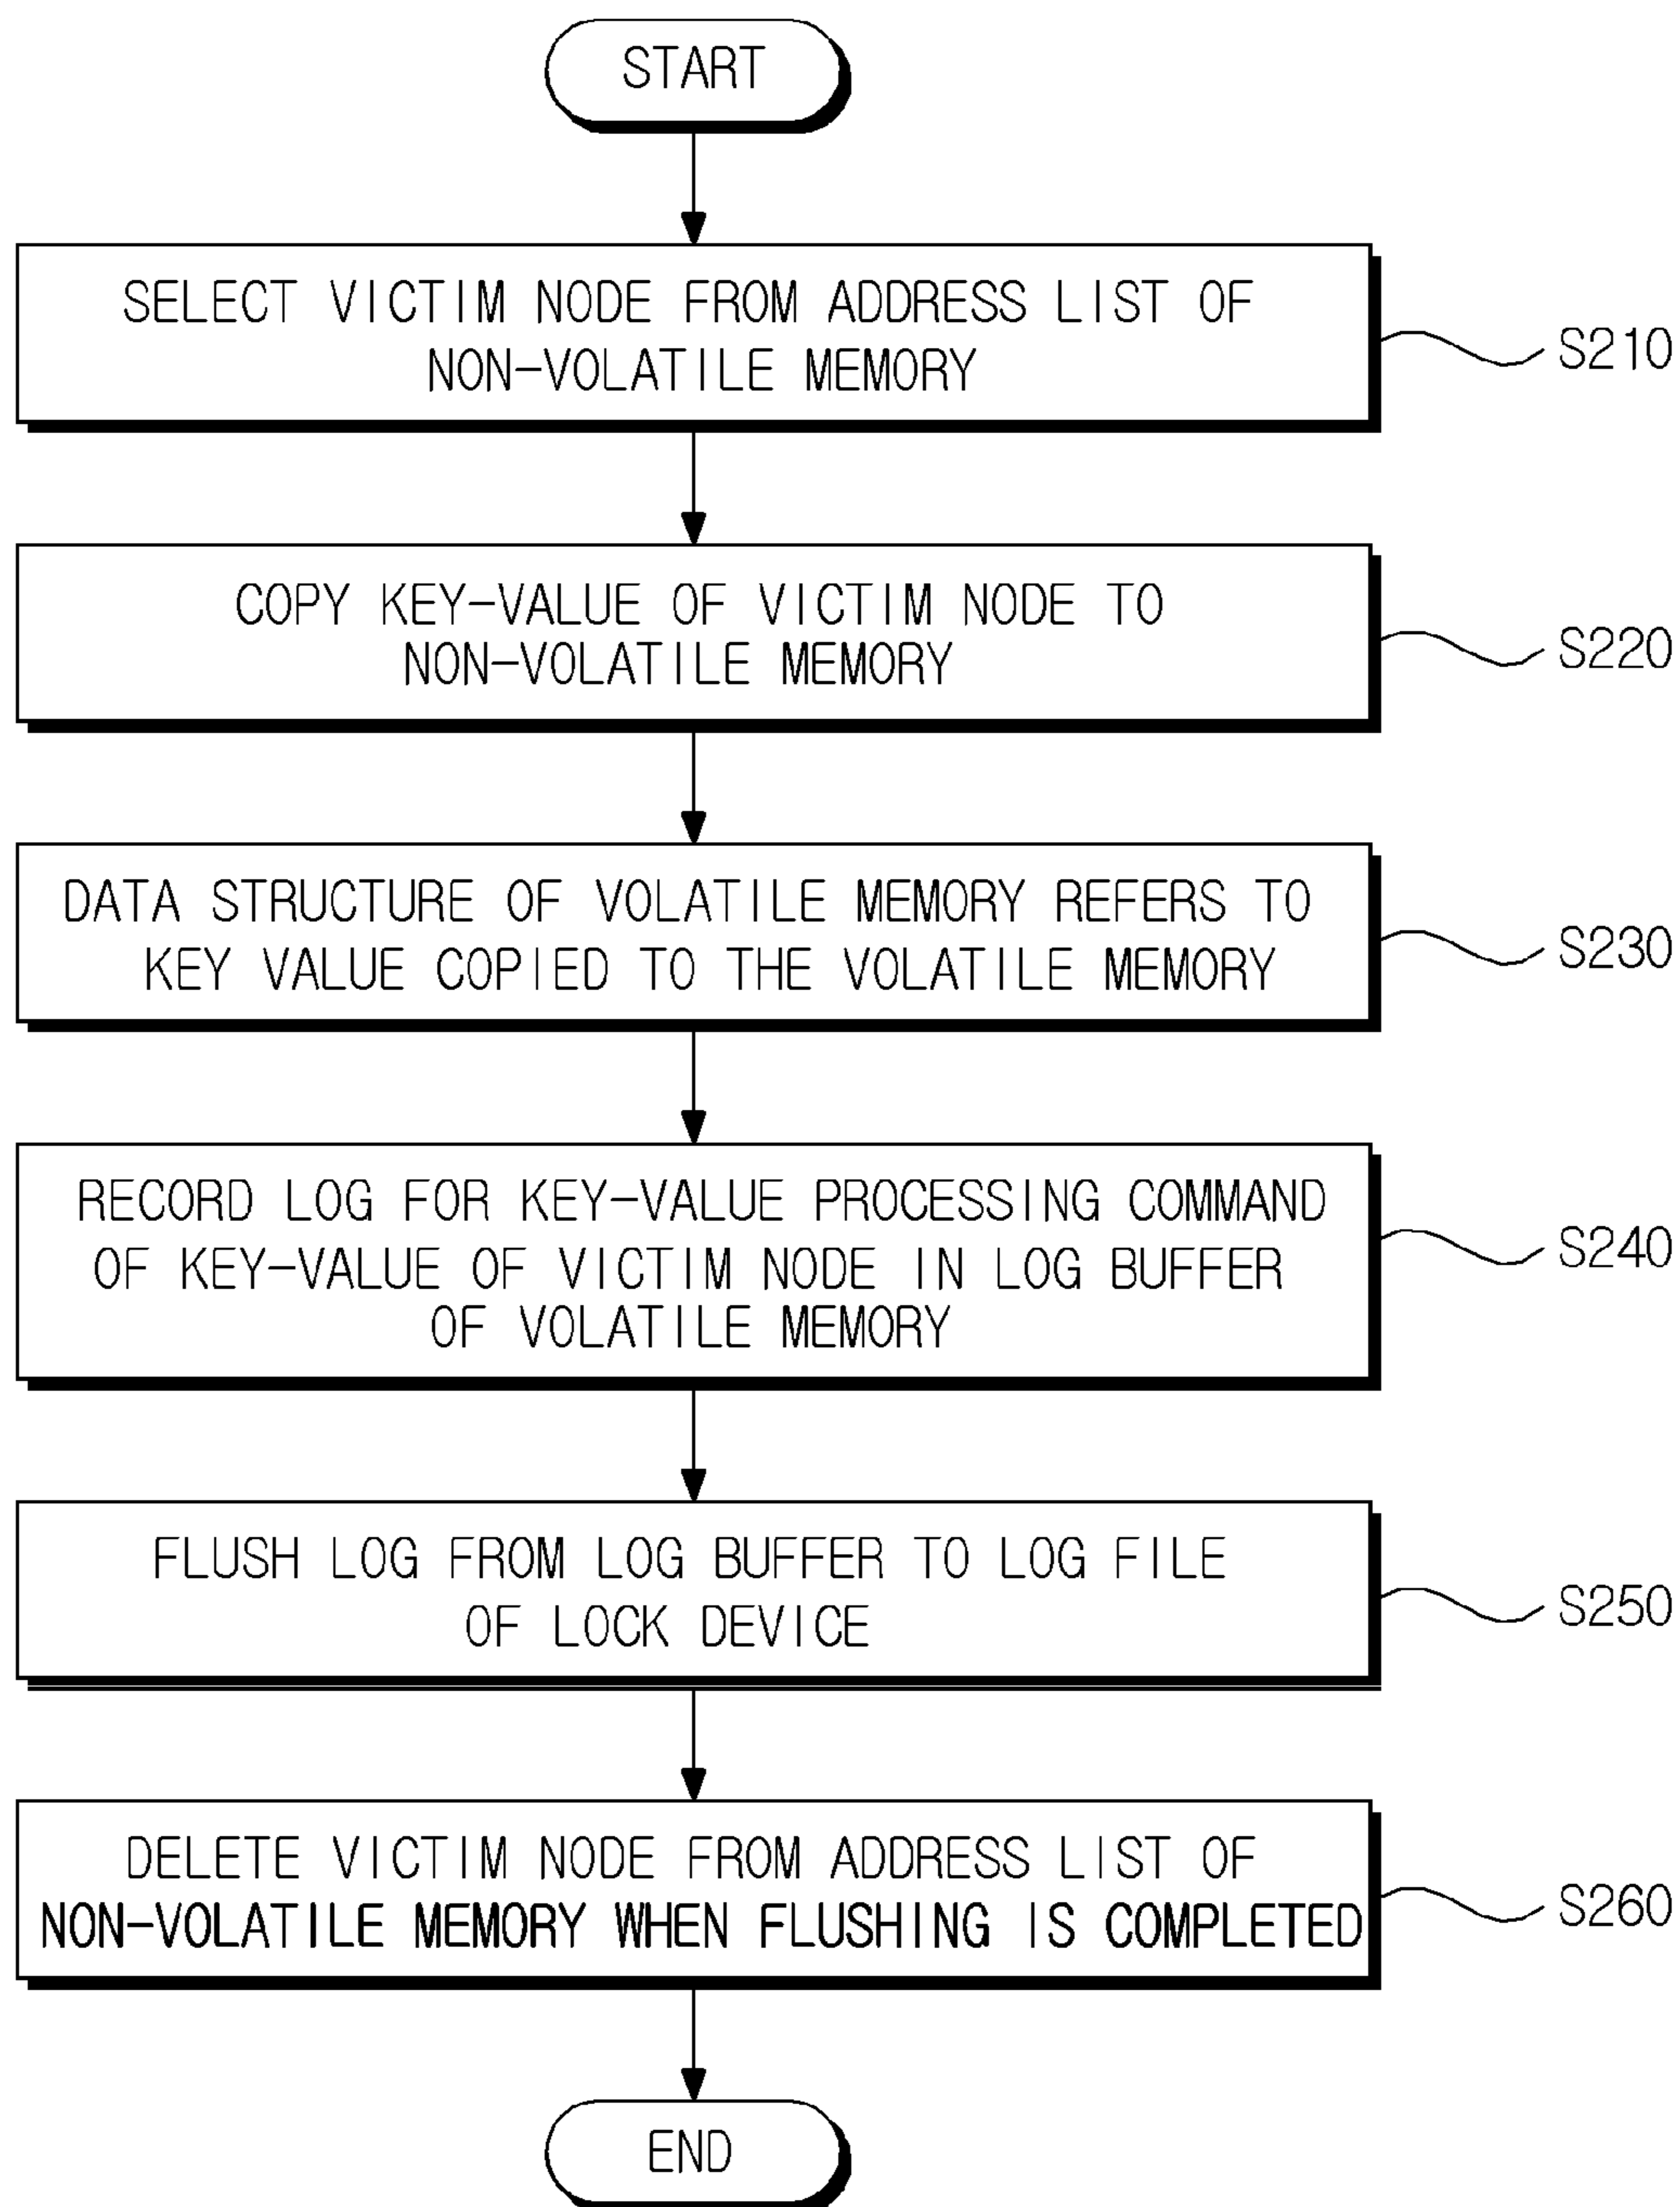 START
SELECT VICTIM NODE FROM ADDRESS LIST OF
NON-VOLATILE MEMORY
S210
COPY KEY-VALUE OF VICTIM NODE TO
NON-VOLATILE MEMORY
S220
DATA STRUCTURE OF VOLATILE MEMORY REFERS TO
KEY VALUE COPIED TO THE VOLATILE MEMORY
S230
RECORD LOG FOR KEY-VALUE PROCESSING COMMAND
OF KEY-VALUE OF VICTIM NODE IN LOG BUFFER
OF VOLATILE MEMORY
S240
FLUSH LOG FROM LOG BUFFER TO LOG FILE
OF LOCK DEVICE
S250
DELETE VICTIM NODE FROM ADDRESS LIST OF
NON-VOLATILE MEMORY WHEN FLUSHING IS COMPLETED
S260
END